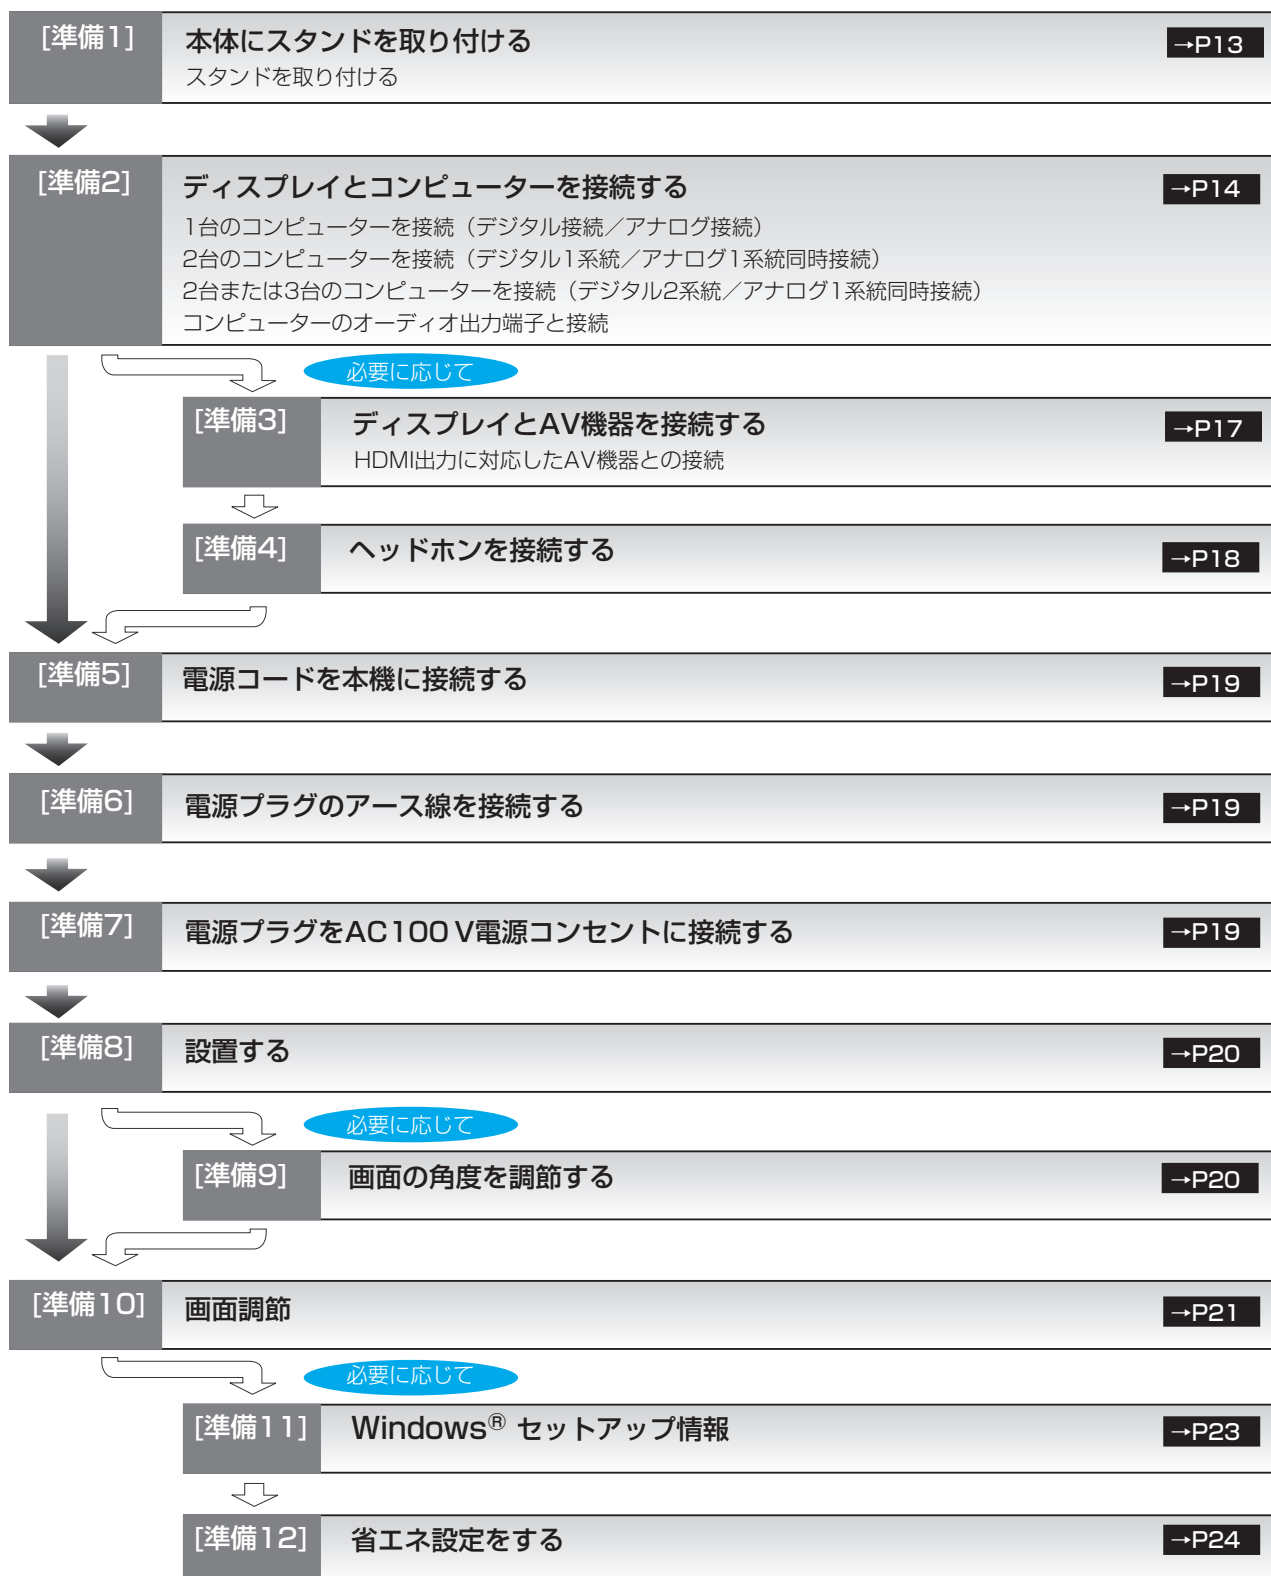 [準備1]
本体にスタンドを取り付ける
→P13
スタンドを取り付ける
[準備2]
ディスプレイとコンピューターを接続する
→P14
1台のコンピューターを接続（デジタル接続／アナログ接続）
2台のコンピューターを接続（デジタル1系統／アナログ1系統同時接続）
2台または3台のコンピューターを接続（デジタル2系統／アナログ1系統同時接続）
コンピューターのオーディオ出力端子と接続
必要に応じて
[準備3]
ディスプレイとAV機器を接続する
→P17
HDMI出力に対応したAV機器との接続
[準備4]
ヘッドホンを接続する
→P18
[準備5]
電源コードを本機に接続する
→P19
[準備6]
電源プラグのアース線を接続する
→P19
[準備7]
電源プラグをAC100 V電源コンセントに接続する
→P19
[準備8]
設置する
→P20
必要に応じて
[準備9]
画面の角度を調節する
→P20
[準備10]
画面調節
→P21
必要に応じて
[準備11]
Windows® セットアップ情報
→P23
[準備12]
省エネ設定をする
→P24